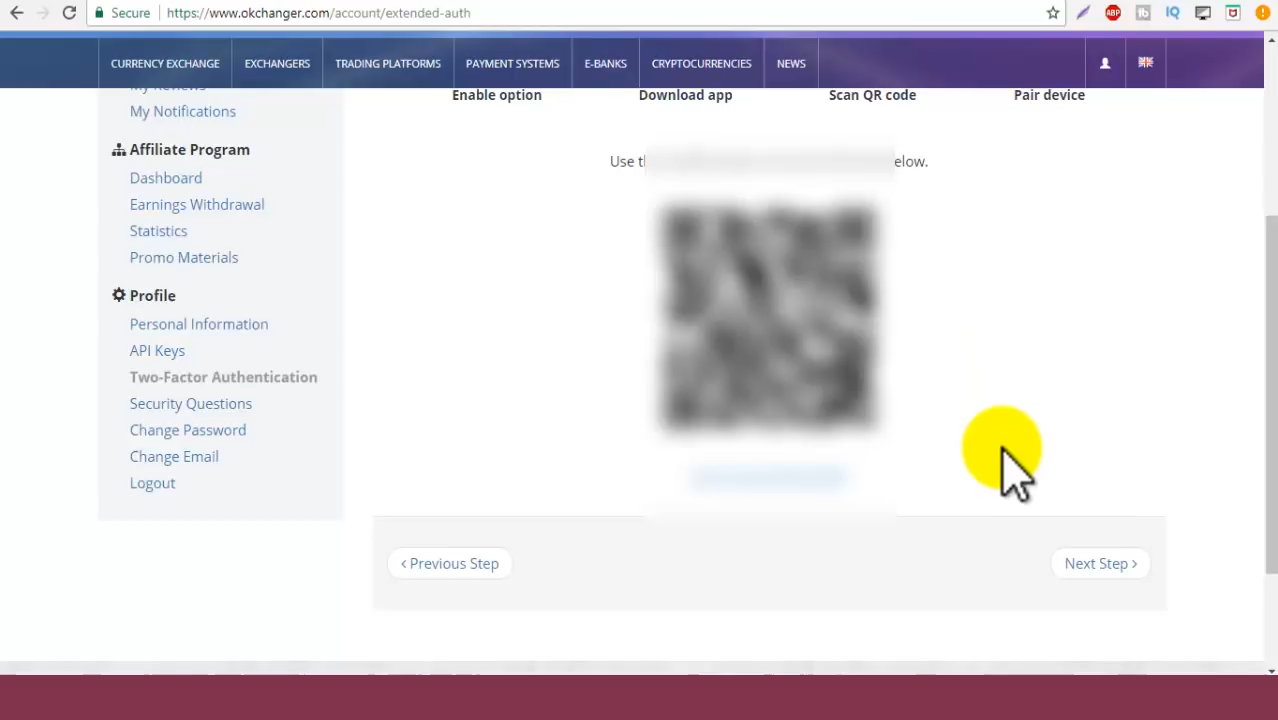 Secure https://www.okchanger.com/account/extended-auth
CURRENCY EXCHANGE EXCHANGERS TRADING PLATFORMS PAYMENT SYSTEMS E-BANKS CRYPTOCURRENCIES NEWS
My Reviews
Enable option Download app Scan QR code Pair device
My Notifications
Affiliate Program
Dashboard
Earnings Withdrawal
Statistics
Promo Materials
Profile
Personal Information
API Keys
Two-Factor Authentication
Security Questions
Change Password
Change Email
Logout
Use
Previous Step
Next Step